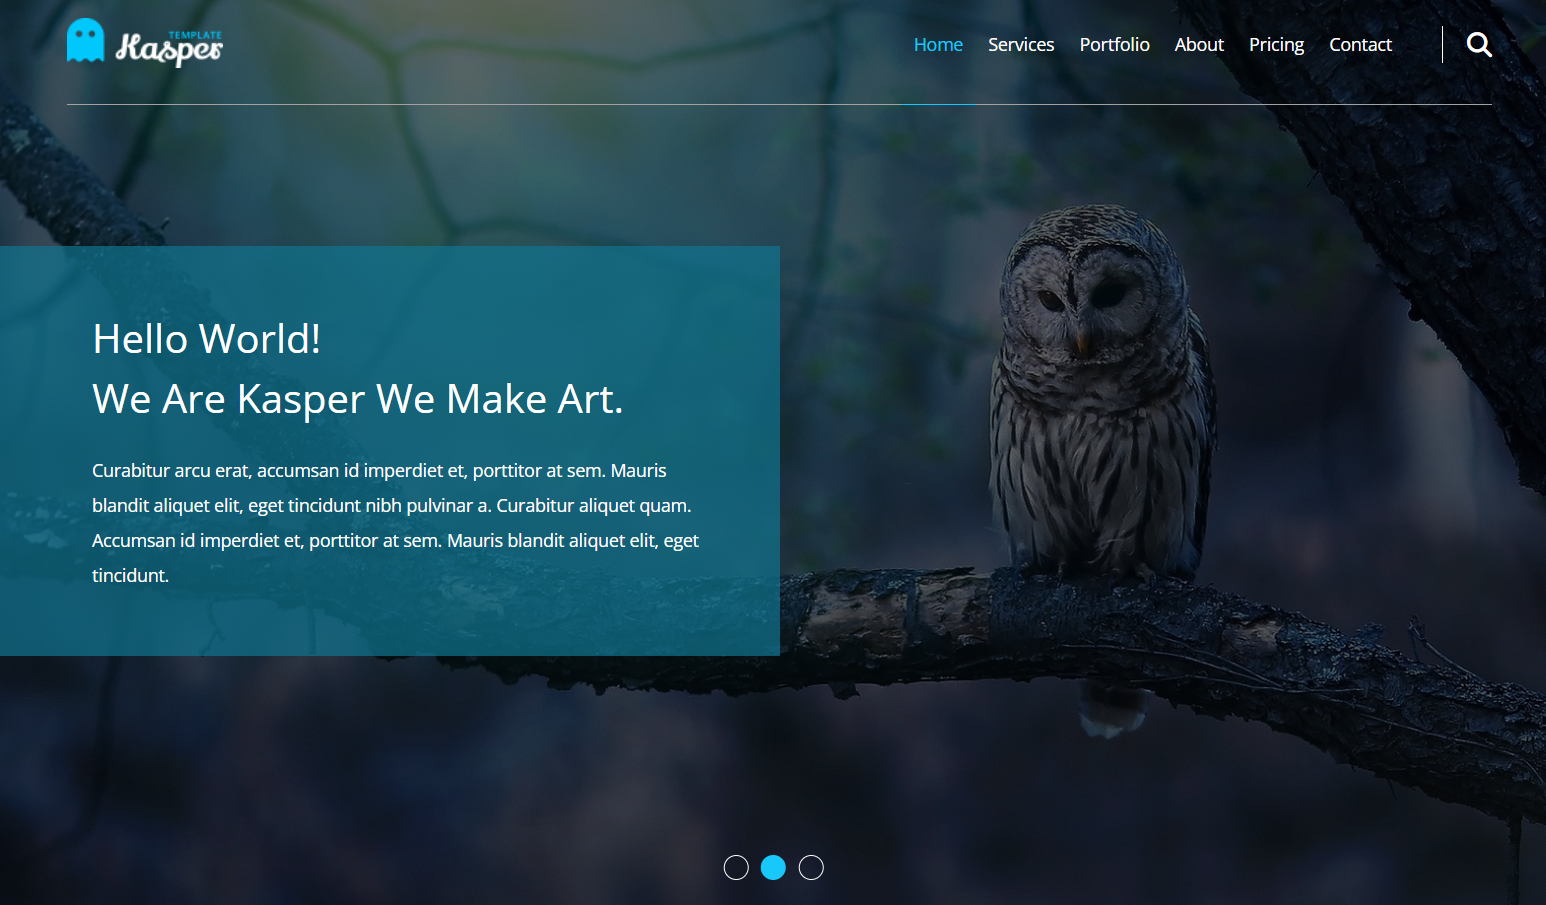 TEMPLATE
Kasper
Home Services Portfolio About Pricing Contact
Hello World!
We Are Kasper We Make Art.
Curabitur arcu erat, accumsan id imperdiet et, porttitor at sem. Mauris
blandit aliquet elit, eget tincidunt nibh pulvinar a. Curabitur aliquet quam.
Accumsan id imperdiet et, porttitor at sem. Mauris blandit aliquet elit, eget
tincidunt.